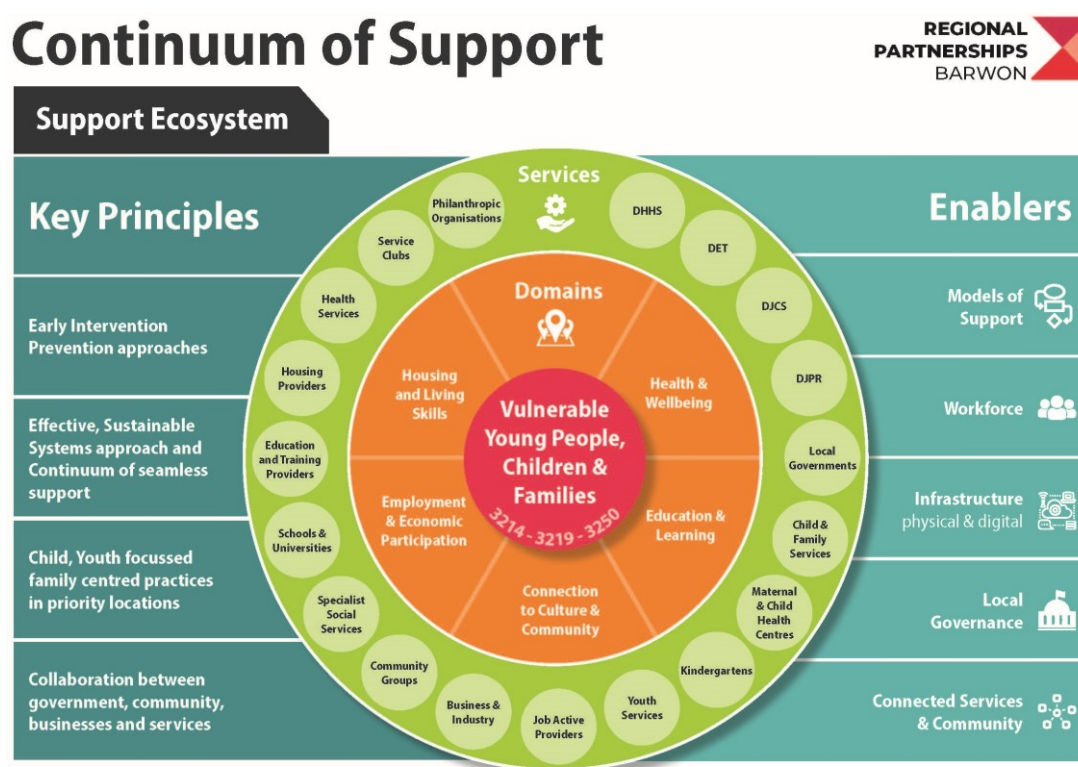 Continuum of Support
REGIONAL
PARTNERSHIPS
BARWON
Support Ecosystem
Key Principles
Early Intervention
Prevention approaches
Effective, Sustainable
Systems approach and
Continuum of seamless
support
Child, Youth focussed
family centred practices
in priority locations
Collaboration between
government, community,
businesses and services
Services
DHHS
DET
DJCS
DJPR
Local
Governments
Child &
Family
Services
Maternal
& Child
Health
Centres
Kindergartens
Youth
Services
Job Active
Providers
Business &
Industry
Community
Groups
Specialist
Social
Services
Schools &
Universities
Education
and Training
Providers
Housing
Providers
Health
Services
Service
Clubs
Philanthropic
Organisations
Domains
Health &
Wellbeing
Education &
Learning
Connection
to Culture &
Community
Employment
& Economic
Participation
Housing
and Living
Skills
Vulnerable
Young People,
Children &
Families
3214 - 3219 - 3250
Enablers
Models of
Support
Workforce
Infrastructure
physical & digital
Local
Governance
Connected Services
& Community